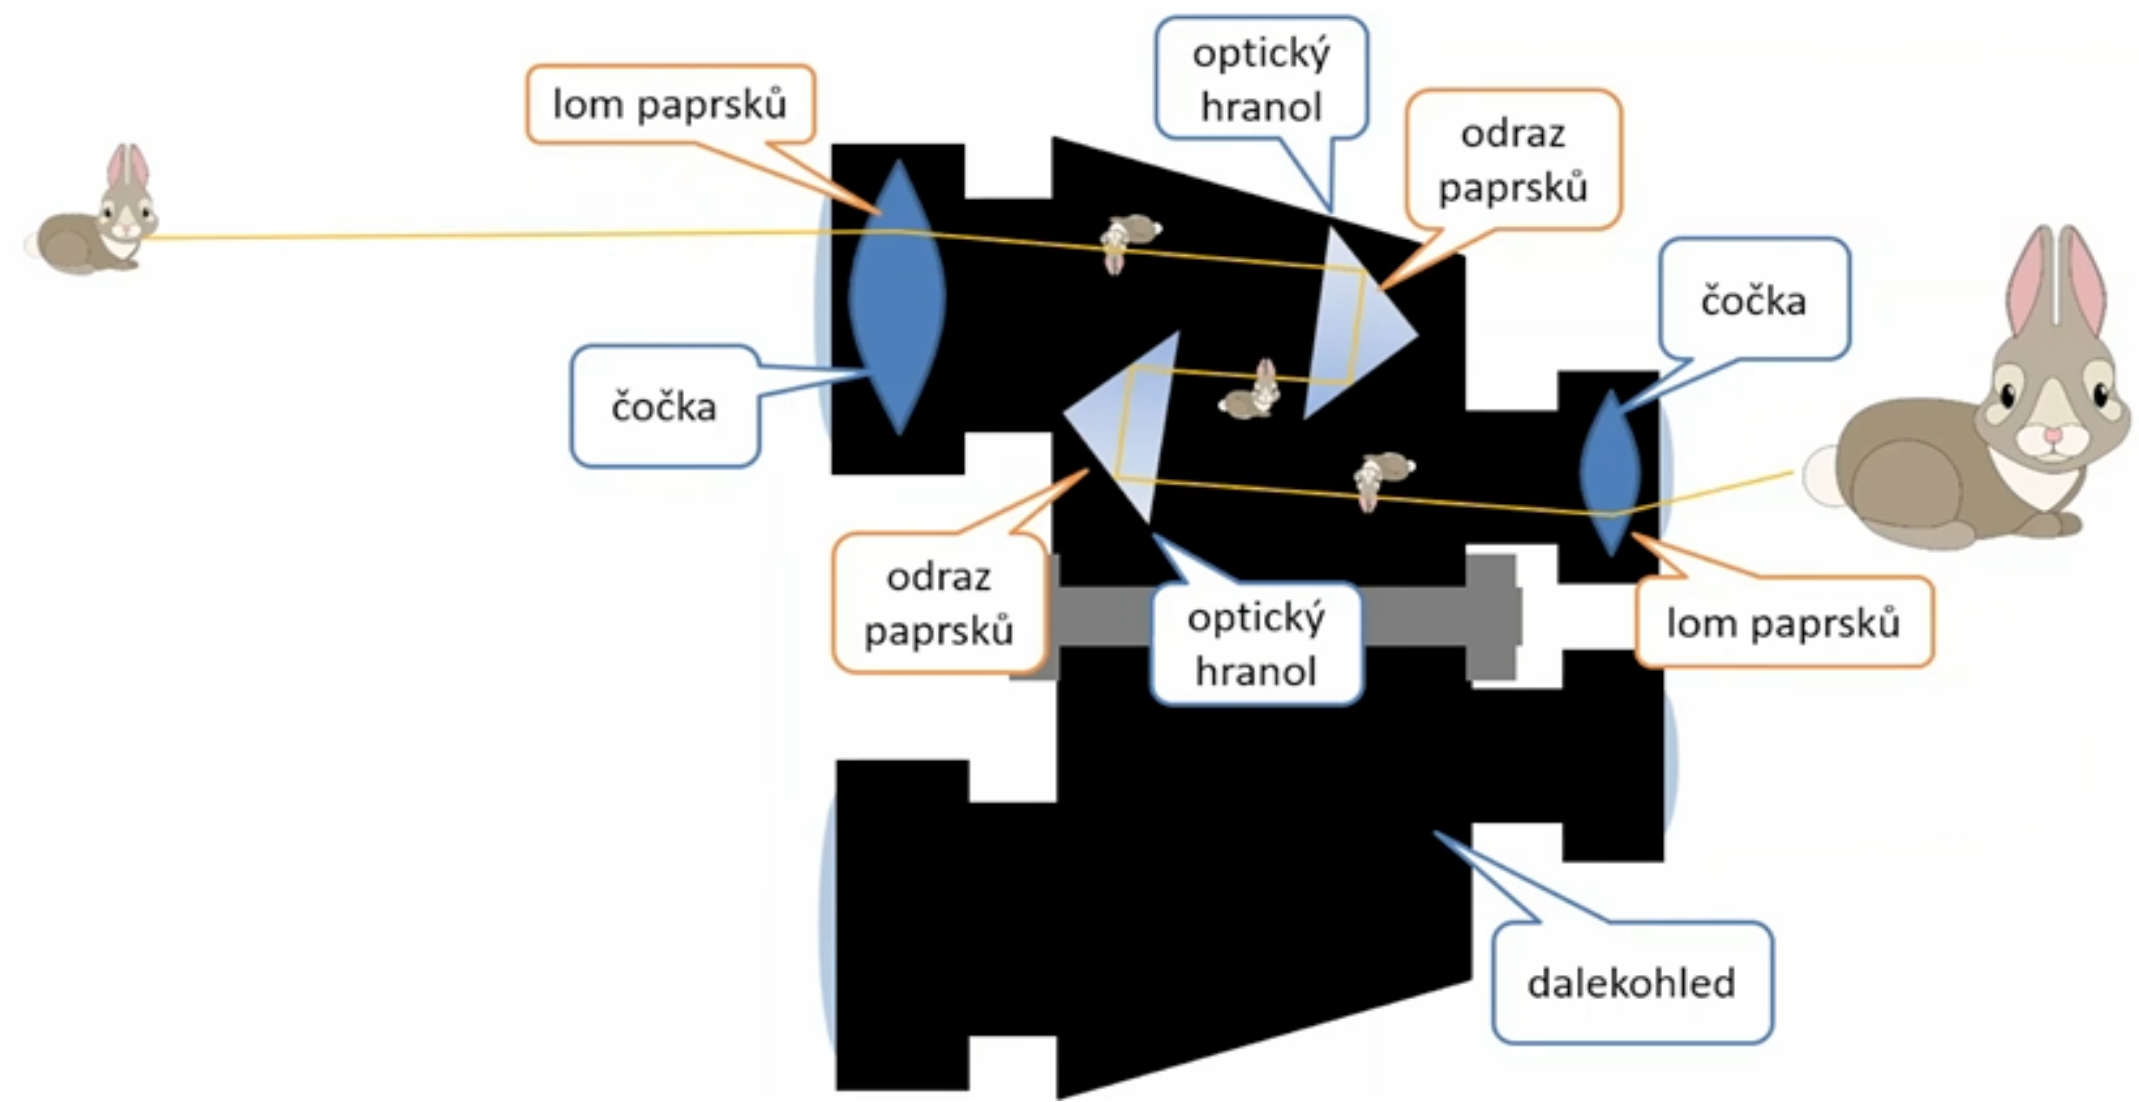 optický
hranol
lom paprsků
odraz
paprsků
čočka
čočka
odraz
paprsků
optický
hranol
lom paprsků
dalekohled